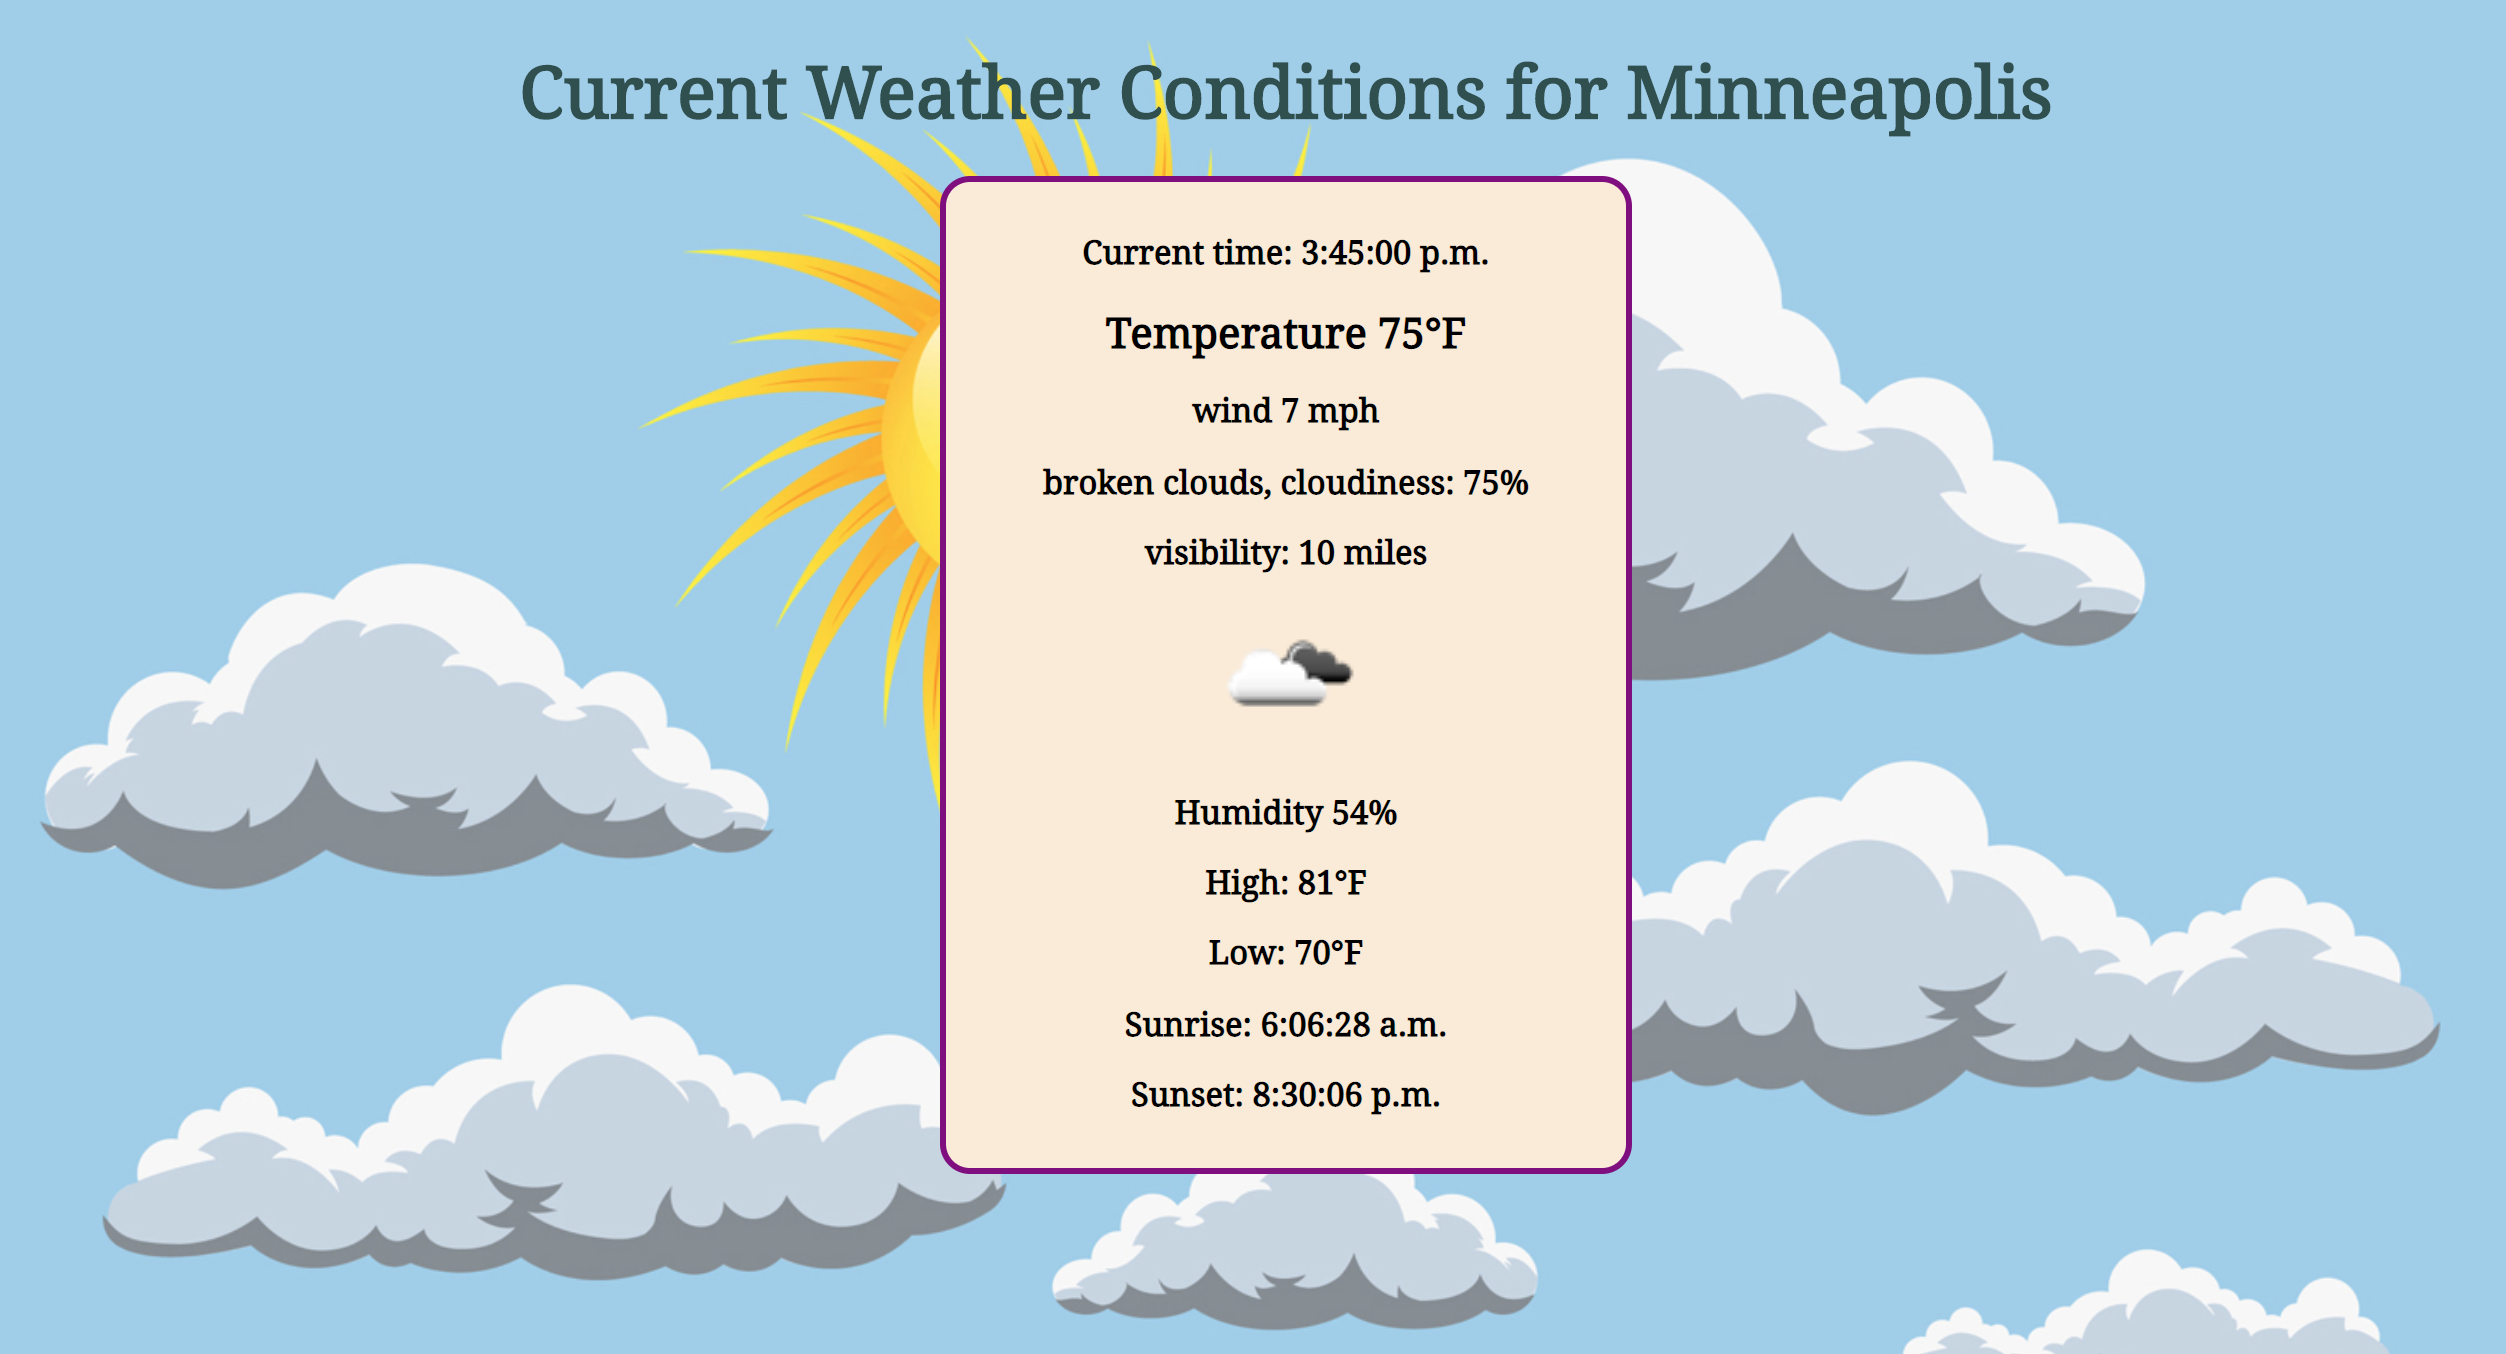 Current Weather Conditions for Minneapolis
Current time: 3:45:00 p.m.
Temperature 75°F
wind 7 mph
broken clouds, cloudiness: 75%
visibility: 10 miles
Humidity 54%
High: 81°F
Low: 70°F
Sunrise: 6:06:28 a.m.
Sunset: 8:30:06 p.m.